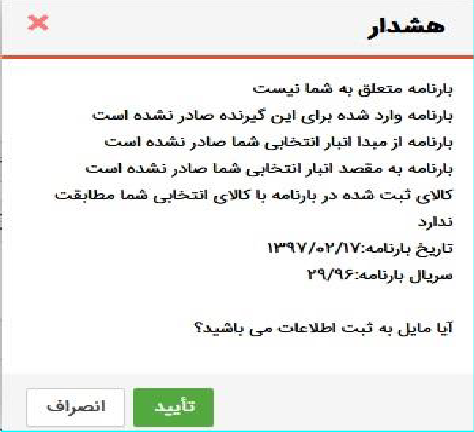 هشدار
بارنامه متعلق به شما نیست
بارنامه وارد شده برای این گیرنده صادر نشده است
بارنامه از مبدا انبار انتخابی شما صادر نشده است
بارنامه به مقصد انبار انتخابی شما صادر نشده است
کالای ثبت شده در بارنامه با کالای انتخابی شما مطابقت
ندارد
تاریخ بارنامه:۱۳۹۷/۰۲/۱۷
سریال بارنامه:۲۹/۹۶
آیا مایل به ثبت اطلاعات می باشید؟
تأیید
انصراف